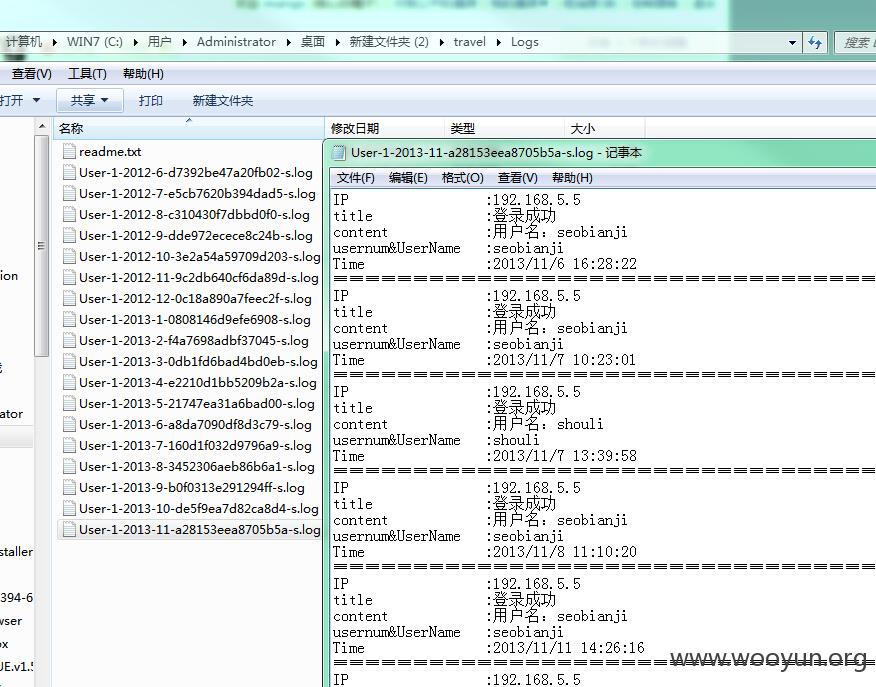 计算机 ▸ WIN7 (C:) ▸ 用户 ▸ Administrator ▸ 桌面 ▸ 新建文件夹 (2) ▸ travel ▸ Logs
搜索
查看(V) 工具(T) 帮助(H)
打开 共享 打印 新建文件夹
名称 修改日期 类型 大小
readme.txt
User-1-2012-6-d7392be47a20fb02-s.log
User-1-2012-7-e5cb7620b394dad5-s.log
User-1-2012-8-c310430f7dbbd0f0-s.log
User-1-2012-9-dde972ecece8c24b-s.log
User-1-2012-10-3e2a54a59709d203-s.log
User-1-2012-11-9c2db640cf6da89d-s.log
User-1-2012-12-0c18a890a7feec2f-s.log
User-1-2013-1-0808146d9efe6908-s.log
User-1-2013-2-f4a7698adbf37045-s.log
User-1-2013-3-0db1fd6bad4bd0eb-s.log
User-1-2013-4-e2210d1bb5209b2a-s.log
User-1-2013-5-21747ea31a6bad00-s.log
User-1-2013-6-a8da7090df8d3c79-s.log
User-1-2013-7-160d1f032d9796a9-s.log
User-1-2013-8-3452306aeb86b6a1-s.log
User-1-2013-9-b0f0313e291294ff-s.log
User-1-2013-10-de5f9ea7d82ca8d4-s.log
User-1-2013-11-a28153eea8705b5a-s.log
ion
ator
staller
394-6
wser
ox
JE.v1.5
User-1-2013-11-a28153eea8705b5a-s.log - 记事本
文件(F) 编辑(E) 格式(O) 查看(V) 帮助(H)
IP :192.168.5.5
title :登录成功
content :用户名：seobianji
usernum&UserName :seobianji
Time :2013/11/6 16:28:22
IP :192.168.5.5
title :登录成功
content :用户名：seobianji
usernum&UserName :seobianji
Time :2013/11/7 10:23:01
IP :192.168.5.5
title :登录成功
content :用户名：shouli
usernum&UserName :shouli
Time :2013/11/7 13:39:58
IP :192.168.5.5
title :登录成功
content :用户名：seobianji
usernum&UserName :seobianji
Time :2013/11/8 11:10:20
IP :192.168.5.5
title :登录成功
content :用户名：seobianji
usernum&UserName :seobianji
Time :2013/11/11 14:26:16
IP :192.168.5.5
www.wooyun.org